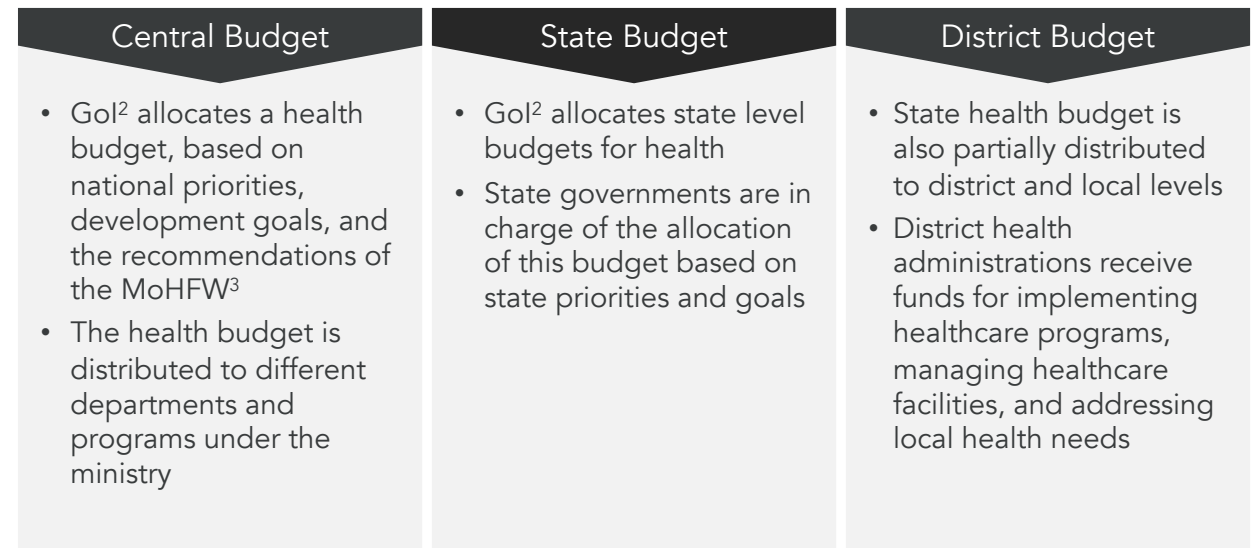 Central Budget
• GoI² allocates a health
budget, based on
national priorities,
development goals, and
the recommendations of
the MoHFW³
• The health budget is
distributed to different
departments and
programs under the
ministry
State Budget
• GoI² allocates state level
budgets for health
• State governments are in
charge of the allocation
of this budget based on
state priorities and goals
District Budget
• State health budget is
also partially distributed
to district and local levels
• District health
administrations receive
funds for implementing
healthcare programs,
managing healthcare
facilities, and addressing
local health needs